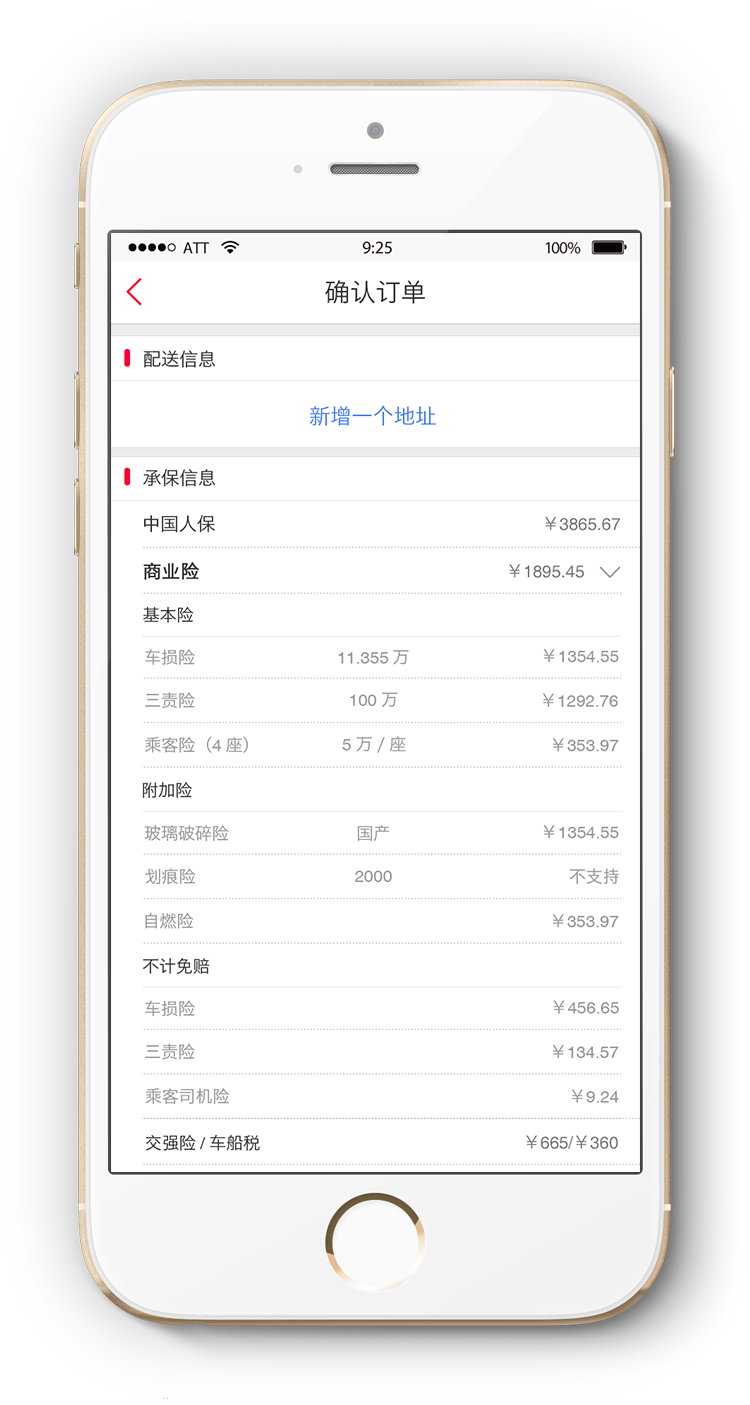 ATT 9:25 100%
确认订单
配送信息
新增一个地址
承保信息
中国人保 ￥3865.67
商业险 ￥1895.45
基本险
车损险 11.355 万 ￥1354.55
三责险 100 万 ￥1292.76
乘客险（4 座） 5 万 / 座 ￥353.97
附加险
玻璃破碎险 国产 ￥1354.55
划痕险 2000 不支持
自燃险 ￥353.97
不计免赔
车损险 ￥456.65
三责险 ￥134.57
乘客司机险 ￥9.24
交强险 / 车船税 ￥665/￥360